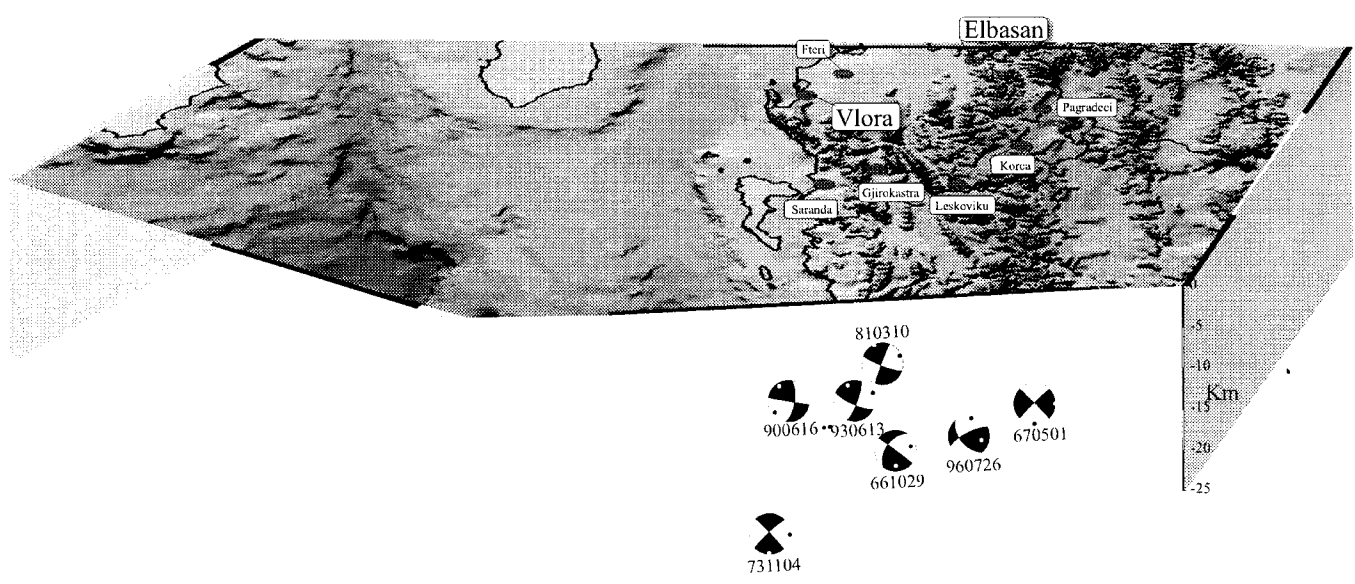 Elbasan
Fteri
Pagradeci
Vlora
Korca
Gjirokastra
Saranda
Leskoviku
0
-5
-10
Km
-15
-20
-25
810310
900616
930613
670501
661029
960726
731104